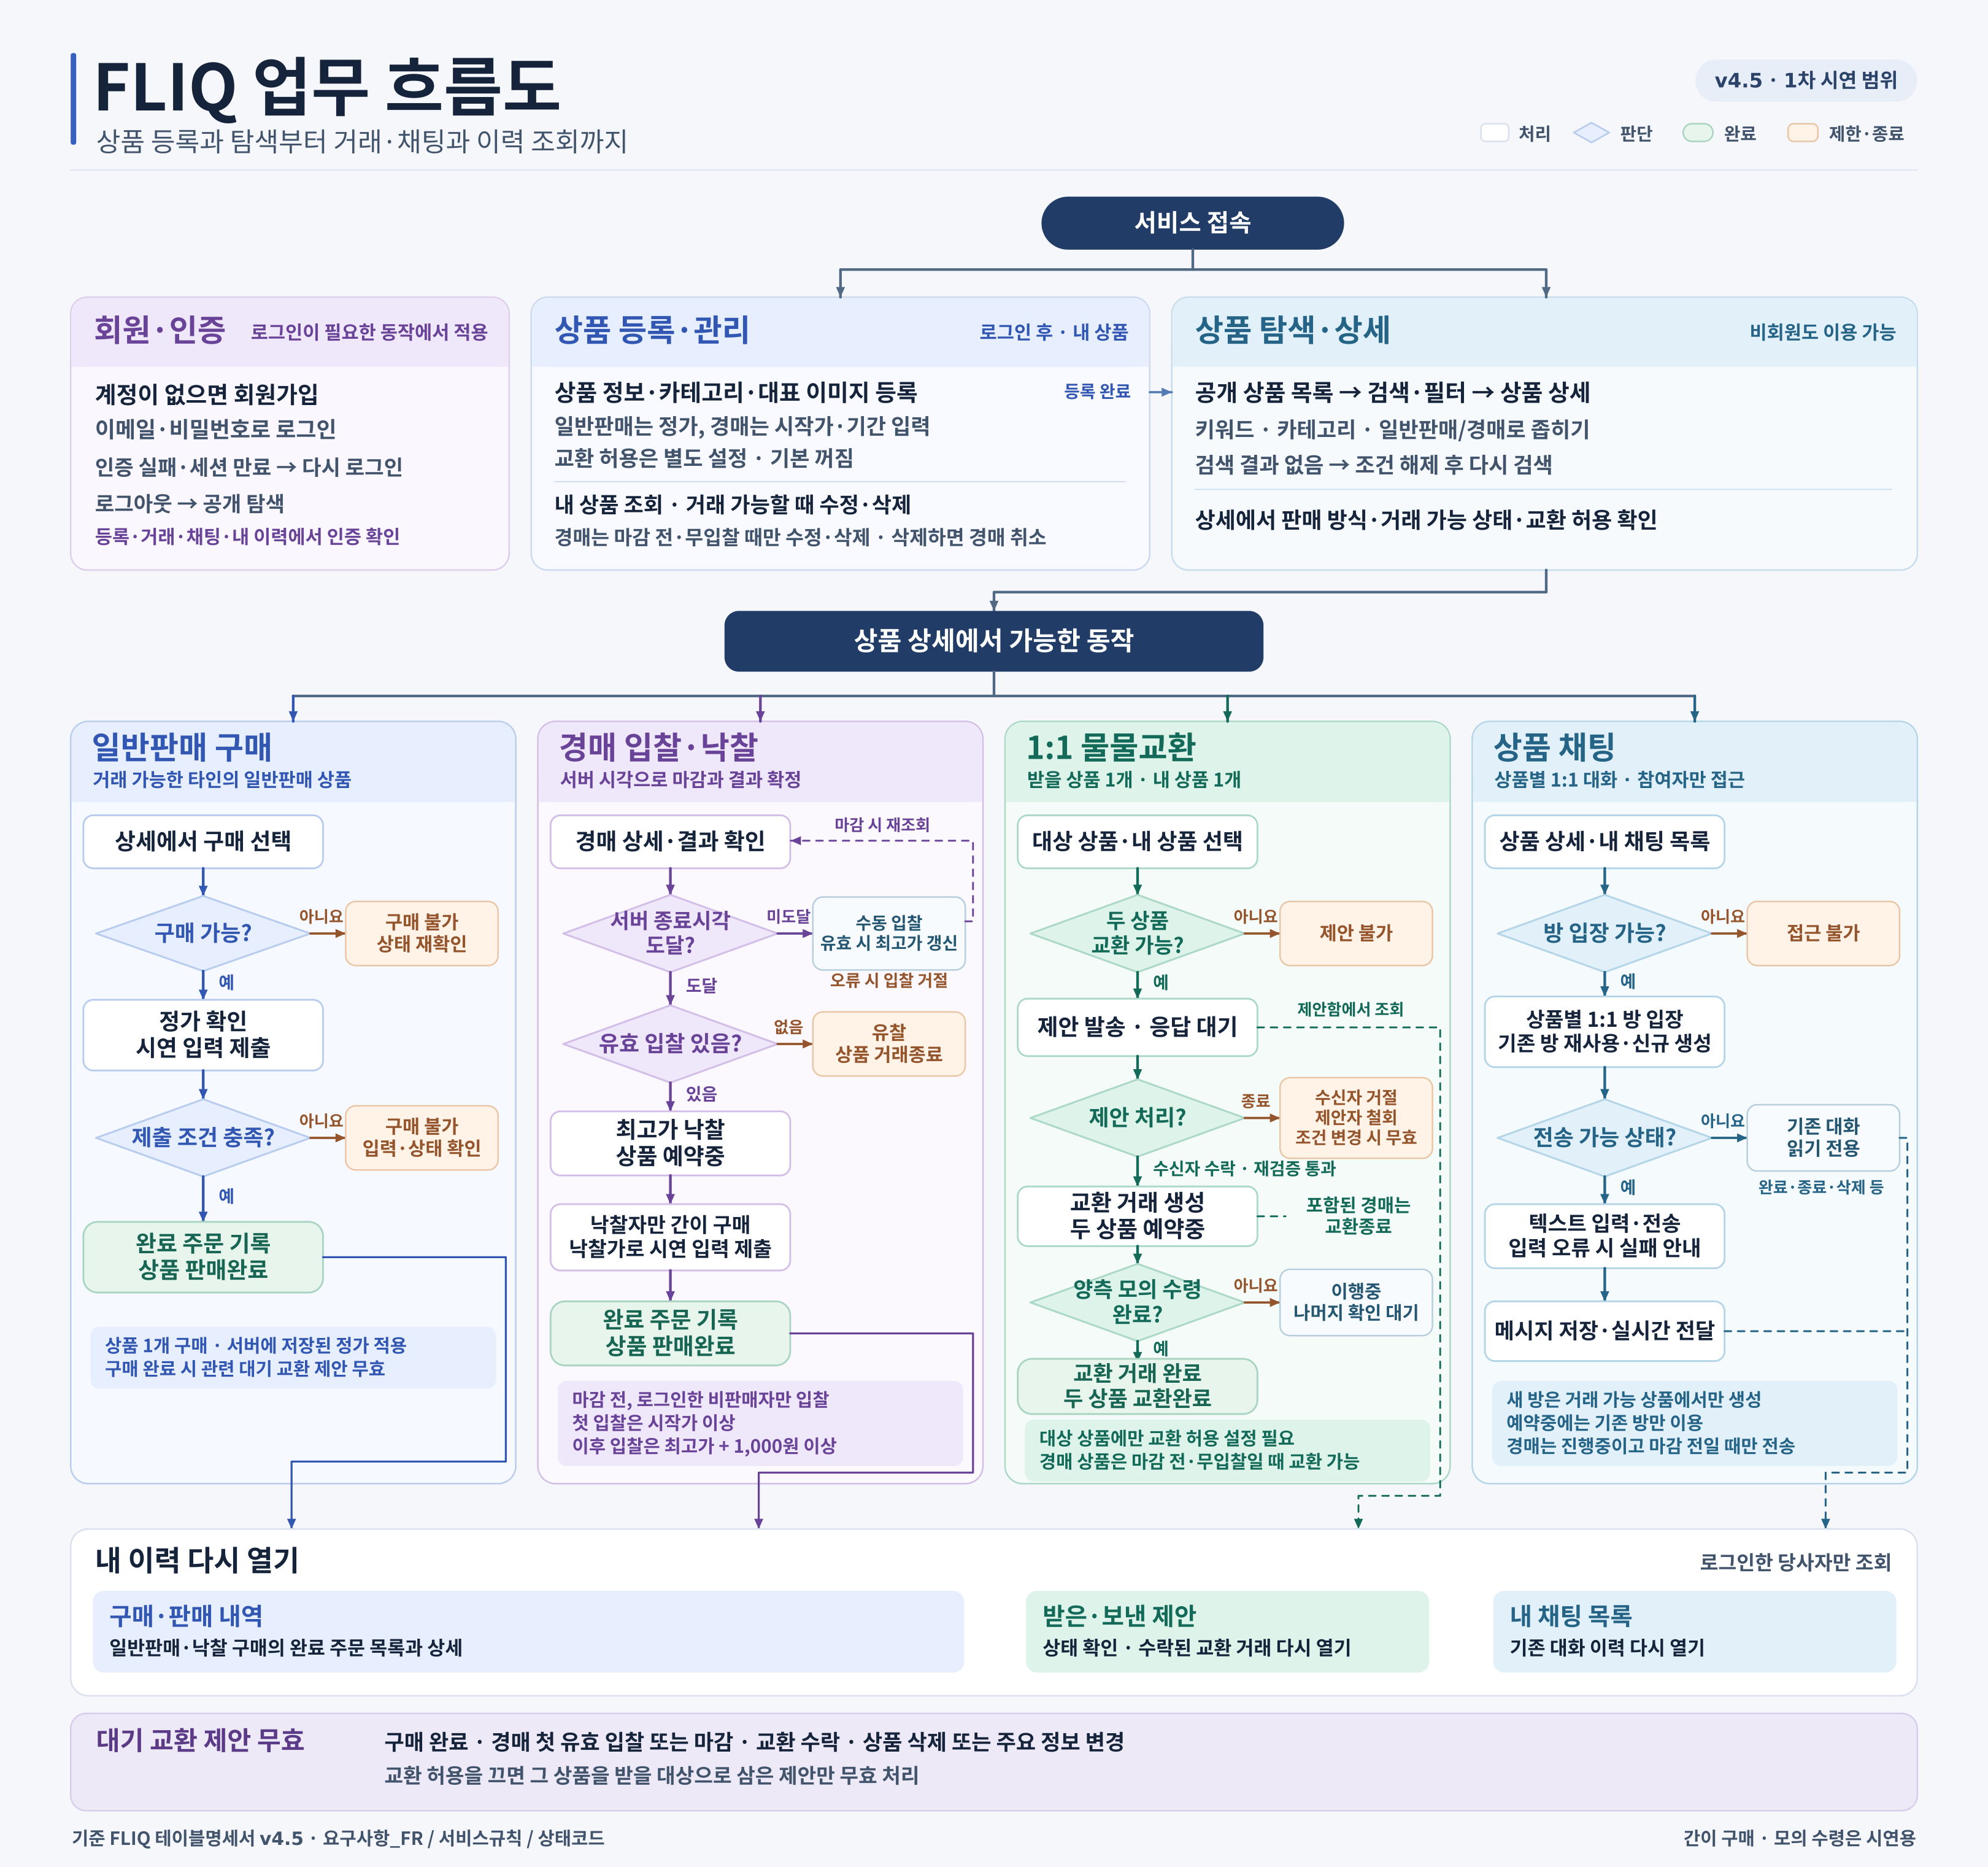 FLIQ 업무 흐름도
상품 등록과 탐색부터 거래·채팅과 이력 조회까지
v4.5 · 1차 시연 범위
처리
판단
완료
제한·종료
서비스 접속
회원·인증
로그인이 필요한 동작에서 적용
계정이 없으면 회원가입
이메일·비밀번호로 로그인
인증 실패·세션 만료 → 다시 로그인
로그아웃 → 공개 탐색
등록·거래·채팅·내 이력에서 인증 확인
상품 등록·관리
로그인 후 · 내 상품
상품 정보·카테고리·대표 이미지 등록
등록 완료
일반판매는 정가, 경매는 시작가·기간 입력
교환 허용은 별도 설정 · 기본 꺼짐
내 상품 조회 · 거래 가능할 때 수정·삭제
경매는 마감 전·무입찰 때만 수정·삭제 · 삭제하면 경매 취소
상품 탐색·상세
비회원도 이용 가능
공개 상품 목록 → 검색·필터 → 상품 상세
키워드 · 카테고리 · 일반판매/경매로 좁히기
검색 결과 없음 → 조건 해제 후 다시 검색
상세에서 판매 방식·거래 가능 상태·교환 허용 확인
상품 상세에서 가능한 동작
일반판매 구매
거래 가능한 타인의 일반판매 상품
상세에서 구매 선택
구매 가능?
아니요
구매 불가
상태 재확인
예
정가 확인
시연 입력 제출
제출 조건 충족?
아니요
구매 불가
입력·상태 확인
예
완료 주문 기록
상품 판매완료
상품 1개 구매 · 서버에 저장된 정가 적용
구매 완료 시 관련 대기 교환 제안 무효
경매 입찰·낙찰
서버 시각으로 마감과 결과 확정
경매 상세·결과 확인
마감 시 재조회
서버 종료시각
도달?
미도달
수동 입찰
유효 시 최고가 갱신
오류 시 입찰 거절
도달
유효 입찰 있음?
없음
유찰
상품 거래종료
있음
최고가 낙찰
상품 예약중
낙찰자만 간이 구매
낙찰가로 시연 입력 제출
완료 주문 기록
상품 판매완료
마감 전, 로그인한 비판매자만 입찰
첫 입찰은 시작가 이상
이후 입찰은 최고가 + 1,000원 이상
1:1 물물교환
받을 상품 1개 · 내 상품 1개
대상 상품·내 상품 선택
두 상품
교환 가능?
아니요
제안 불가
예
제안 발송 · 응답 대기
제안함에서 조회
제안 처리?
종료
수신자 거절
제안자 철회
조건 변경 시 무효
수신자 수락 · 재검증 통과
교환 거래 생성
두 상품 예약중
포함된 경매는
교환종료
양측 모의 수령
완료?
아니요
이행중
나머지 확인 대기
예
교환 거래 완료
두 상품 교환완료
대상 상품에만 교환 허용 설정 필요
경매 상품은 마감 전·무입찰일 때 교환 가능
상품 채팅
상품별 1:1 대화 · 참여자만 접근
상품 상세·내 채팅 목록
방 입장 가능?
아니요
접근 불가
예
상품별 1:1 방 입장
기존 방 재사용·신규 생성
전송 가능 상태?
아니요
기존 대화
읽기 전용
완료·종료·삭제 등
예
텍스트 입력·전송
입력 오류 시 실패 안내
메시지 저장·실시간 전달
새 방은 거래 가능 상품에서만 생성
예약중에는 기존 방만 이용
경매는 진행중이고 마감 전일 때만 전송
내 이력 다시 열기
로그인한 당사자만 조회
구매·판매 내역
일반판매·낙찰 구매의 완료 주문 목록과 상세
받은·보낸 제안
상태 확인 · 수락된 교환 거래 다시 열기
내 채팅 목록
기존 대화 이력 다시 열기
대기 교환 제안 무효
구매 완료 · 경매 첫 유효 입찰 또는 마감 · 교환 수락 · 상품 삭제 또는 주요 정보 변경
교환 허용을 끄면 그 상품을 받을 대상으로 삼은 제안만 무효 처리
기준 FLIQ 테이블명세서 v4.5 · 요구사항_FR / 서비스규칙 / 상태코드
간이 구매 · 모의 수령은 시연용